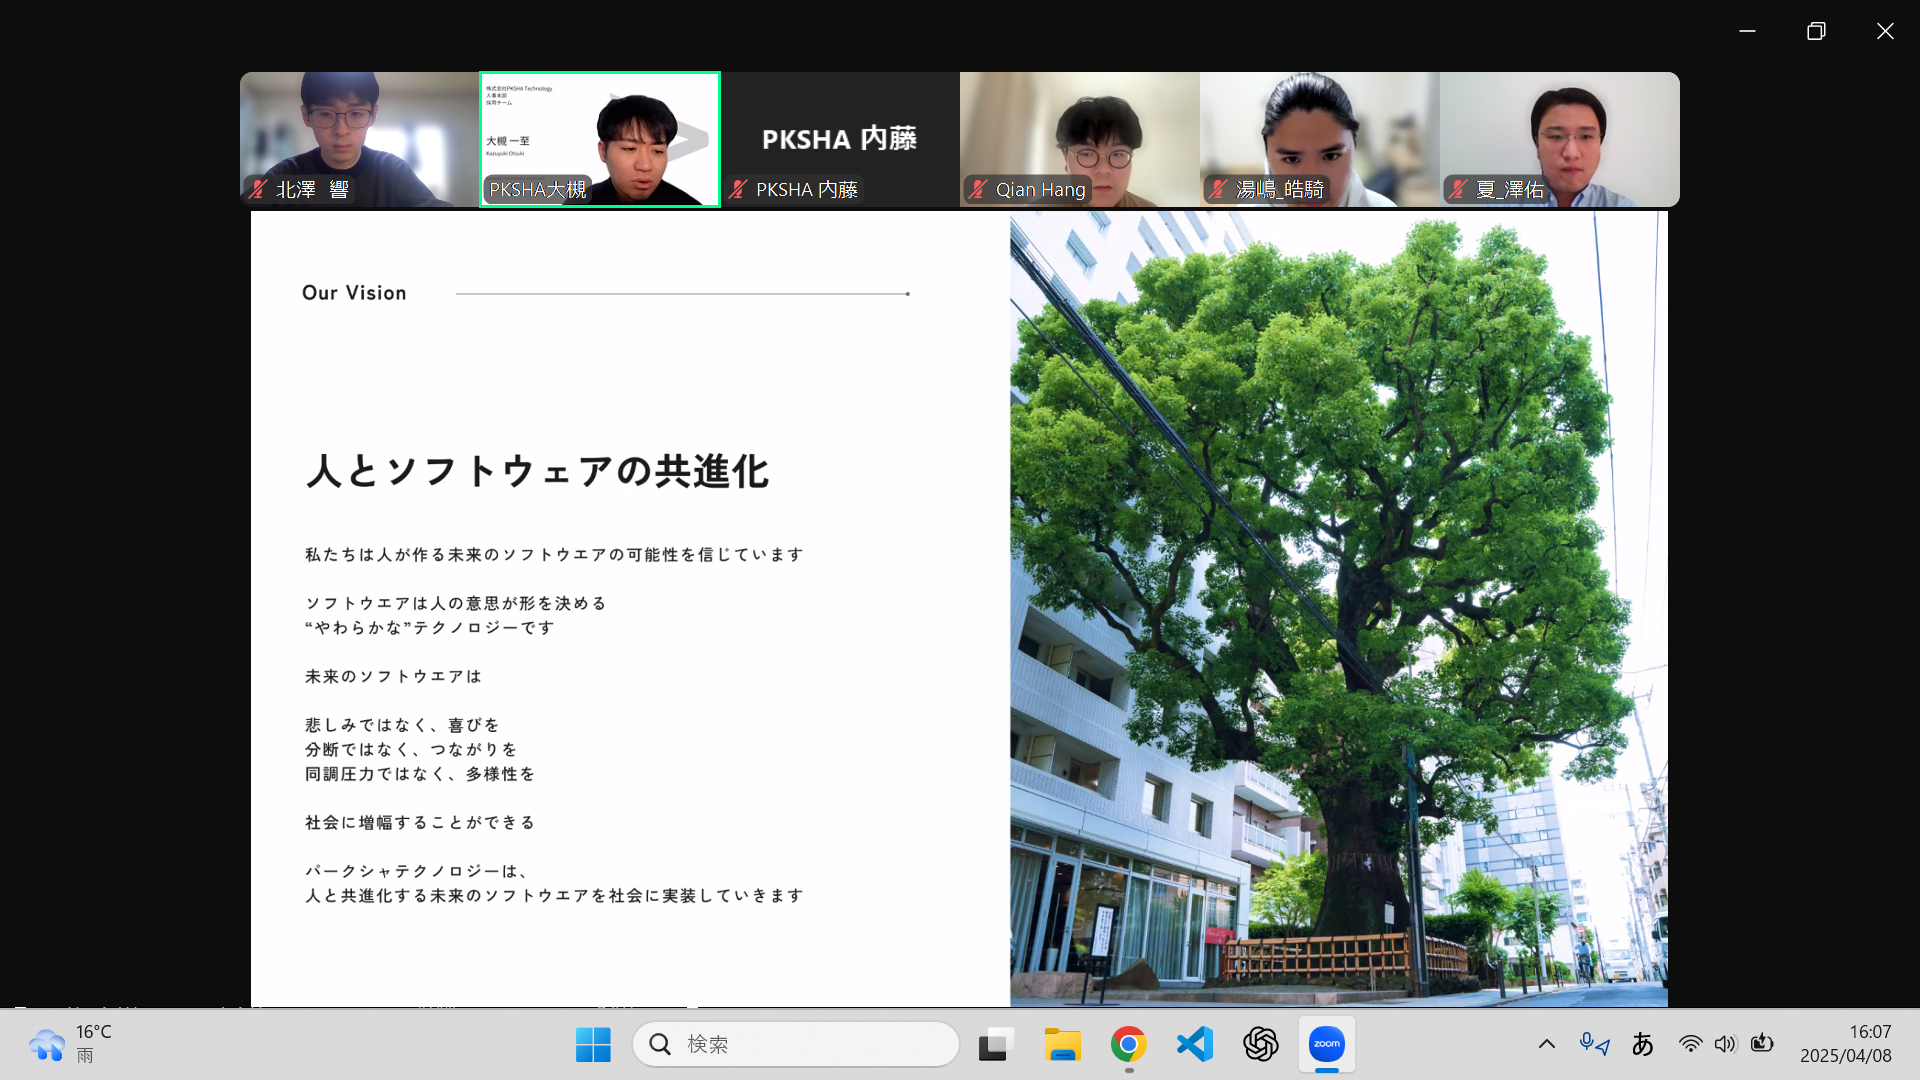 株式会社PKSHA Technology
人事本部
採用チーム
大槻 一至
Kazuyuki Otsuki
PKSHA 内藤
北澤 響
PKSHA大槻
PKSHA 内藤
Qian Hang
湯嶋_皓騎
夏_澤佑
Our Vision
人とソフトウェアの共進化
私たちは人が作る未来のソフトウエアの可能性を信じています
ソフトウエアは人の意思が形を決める
“やわらかな”テクノロジーです
未来のソフトウエアは
悲しみではなく、喜びを
分断ではなく、つながりを
同調圧力ではなく、多様性を
社会に増幅することができる
パークシャテクノロジーは、
人と共進化する未来のソフトウエアを社会に実装していきます
16°C
雨
検索
zoom
あ
16:07
2025/04/08